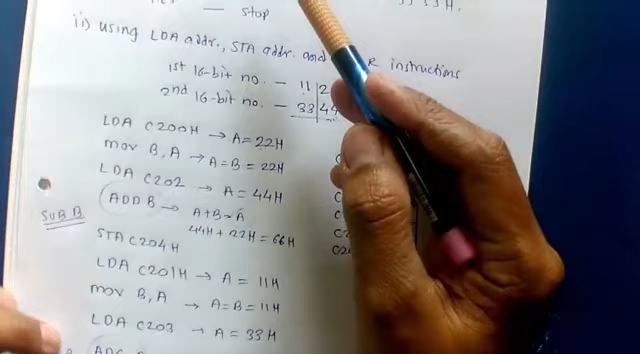 stop
ii) using LDA addr., STA addr. and R instructions
1st 16-bit no. - 11 2
2nd 16-bit no. - 33 44
LDA C200H → A = 22H
mov B, A → A = B = 22H
LDA C202 → A = 44H
ADD B → A + B → A
44H + 22H = 66H
SUB B
STA C204H
LDA C201H → A = 11H
mov B, A → A = B = 11H
LDA C203 → A = 33H